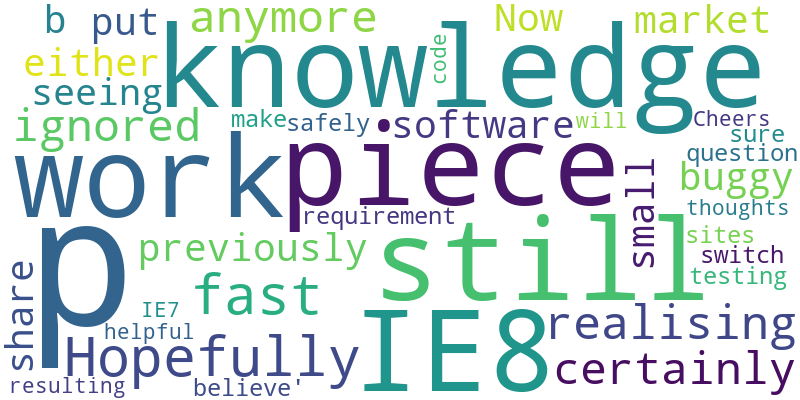 b put anymore Now market
either knowledge code
seeing
ignored make safely software will Cheers
sure
work piece question
requirement small buggy
thoughts
p previously still sites
switch
share fast testing
IE7
helpful Hopefully IE8 realising
certainly
resulting believe'